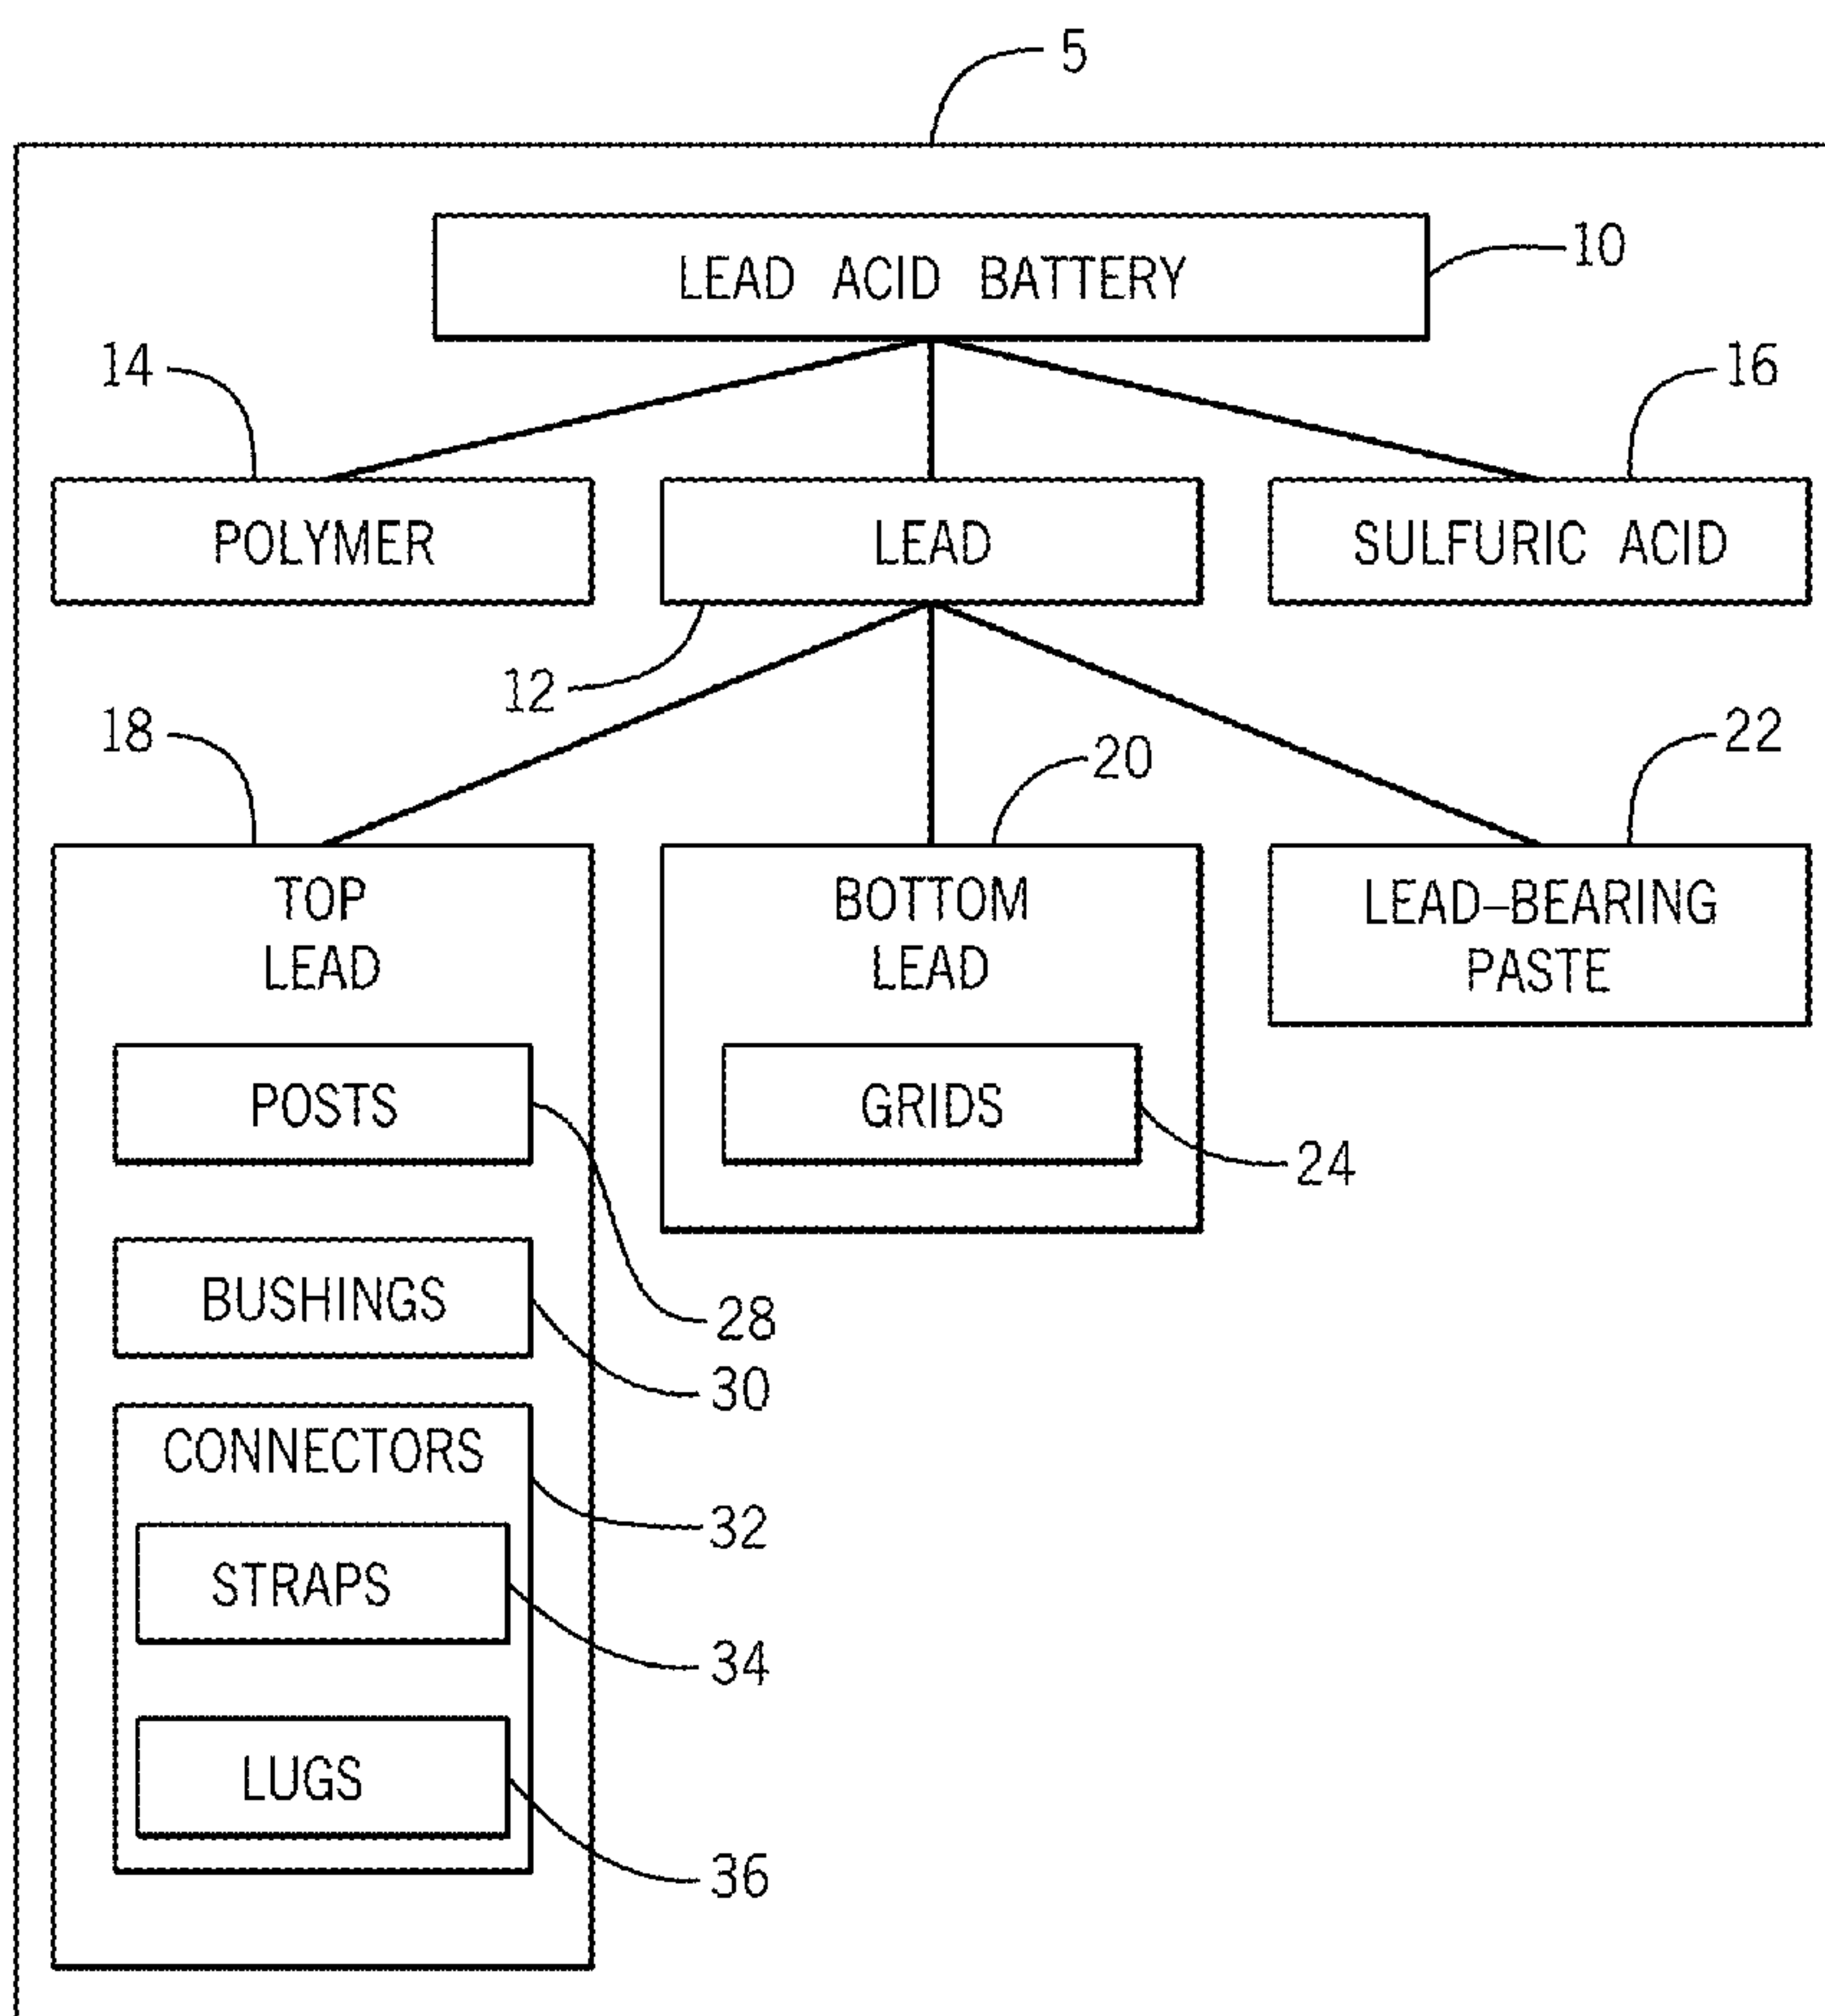 5
LEAD ACID BATTERY
10
14
16
POLYMER
LEAD
SULFURIC ACID
12
18
20
22
TOP
LEAD
BOTTOM
LEAD
LEAD–BEARING
PASTE
POSTS
GRIDS
24
BUSHINGS
28
30
CONNECTORS
32
STRAPS
34
LUGS
36